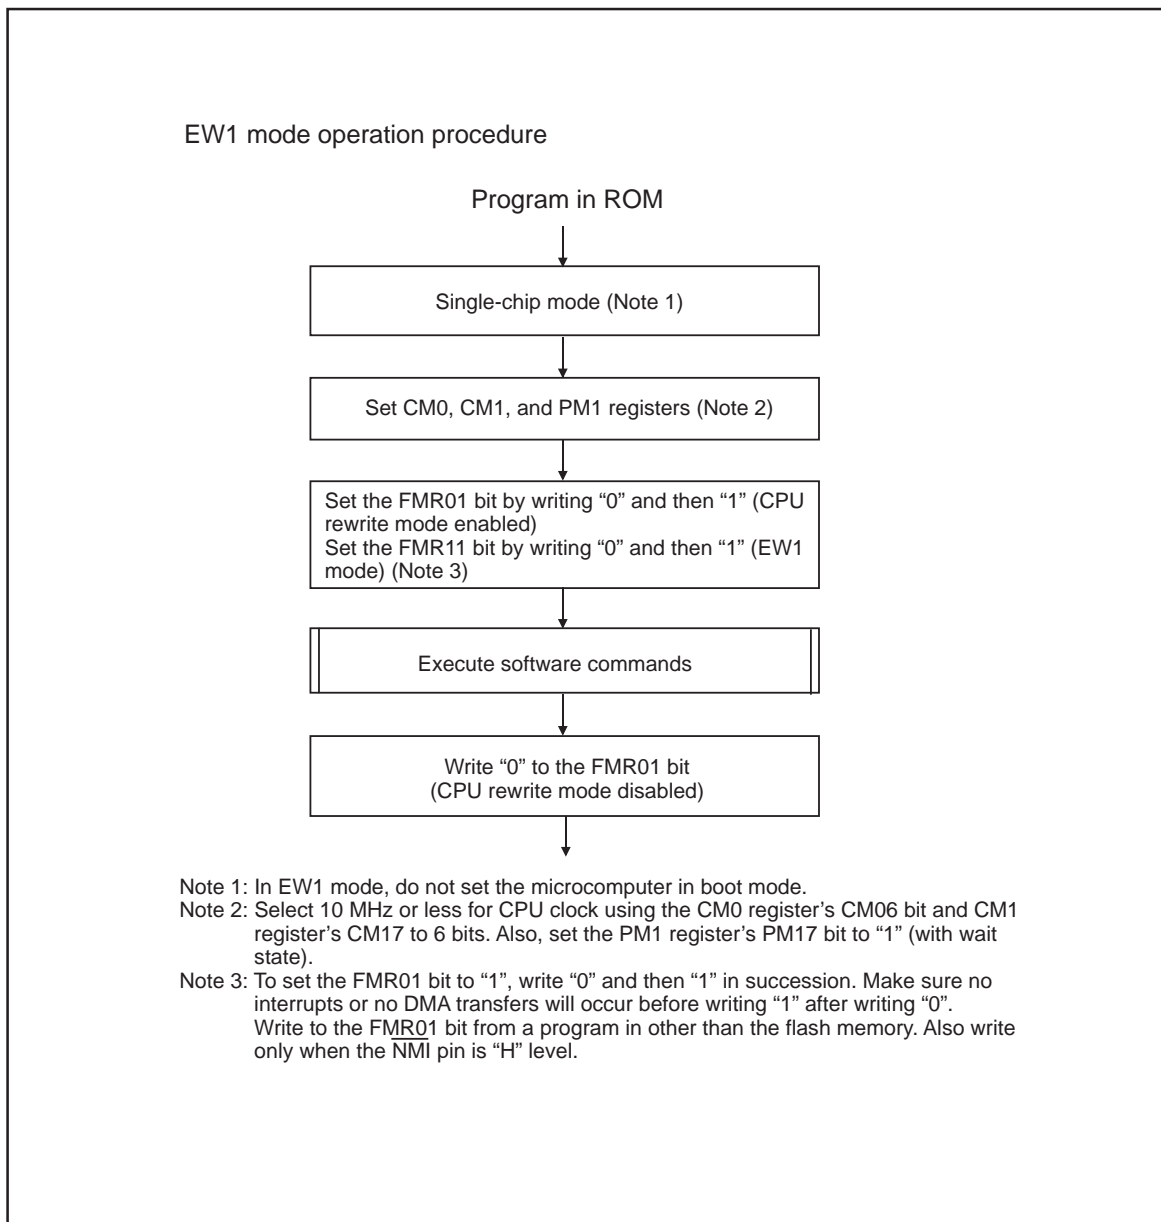 EW1 mode operation procedure
Program in ROM
Single-chip mode (Note 1)
Set CM0, CM1, and PM1 registers (Note 2)
Set the FMR01 bit by writing “0” and then “1” (CPU
rewrite mode enabled)
Set the FMR11 bit by writing “0” and then “1” (EW1
mode) (Note 3)
Execute software commands
Write “0” to the FMR01 bit
(CPU rewrite mode disabled)
Note 1: In EW1 mode, do not set the microcomputer in boot mode.
Note 2: Select 10 MHz or less for CPU clock using the CM0 register’s CM06 bit and CM1
register’s CM17 to 6 bits. Also, set the PM1 register’s PM17 bit to “1” (with wait
state).
Note 3: To set the FMR01 bit to “1”, write “0” and then “1” in succession. Make sure no
interrupts or no DMA transfers will occur before writing “1” after writing “0”.
Write to the FMR01 bit from a program in other than the flash memory. Also write
only when the NMI pin is “H” level.